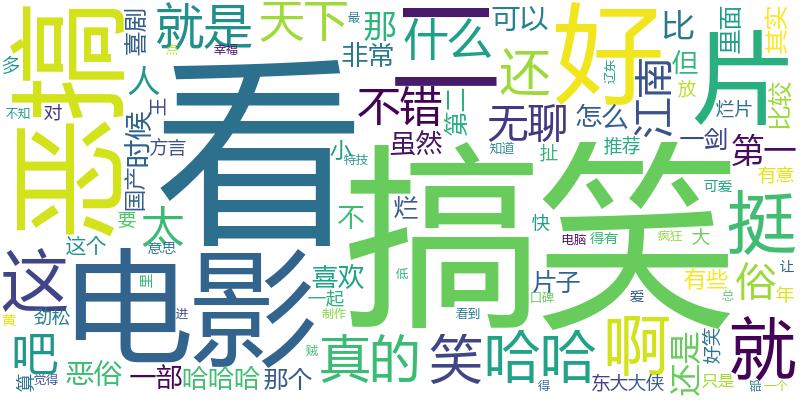 恶搞
喜剧
就是
天下
那
最
幸福
点
什么
一
可以
比
里面
其实
多
人
非常
还
好
但
片
王
不错
江南
放
辽东
不知
对
时候
虽然
第二
无聊
怎么
烂片
比较
看
国产
方言
小
特技
知道
扯
推荐
一剑
第一
搞笑
要
太
不
烂
快
可爱
有意
挺
这个
意思
电脑
得有
疯狂
大
这
电影
里
喜欢
低
片子
有些
俗
让
一起
口碑
爱
总
年
黄
劲松
进
制作
看到
吧
真的
笑
哈哈
啊
还是
好笑
就
贼
算
觉得
恶俗
一部
哈哈哈
那个
得
东大大侠
只是
一个